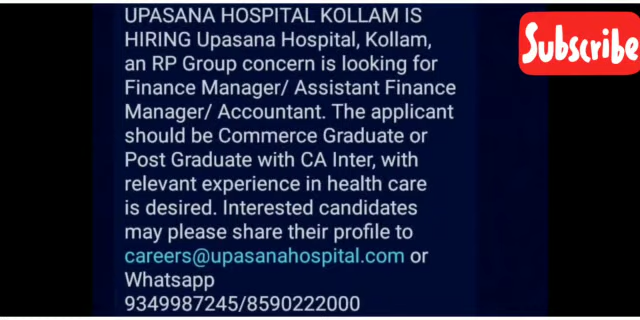 UPASANA HOSPITAL KOLLAM IS
HIRING Upasana Hospital, Kollam,
an RP Group concern is looking for
Finance Manager/ Assistant Finance
Manager/ Accountant. The applicant
should be Commerce Graduate or
Post Graduate with CA Inter, with
relevant experience in health care
is desired. Interested candidates
may please share their profile to
careers@upasanahospital.com or
Whatsapp
9349987245/8590222000
Subscribe